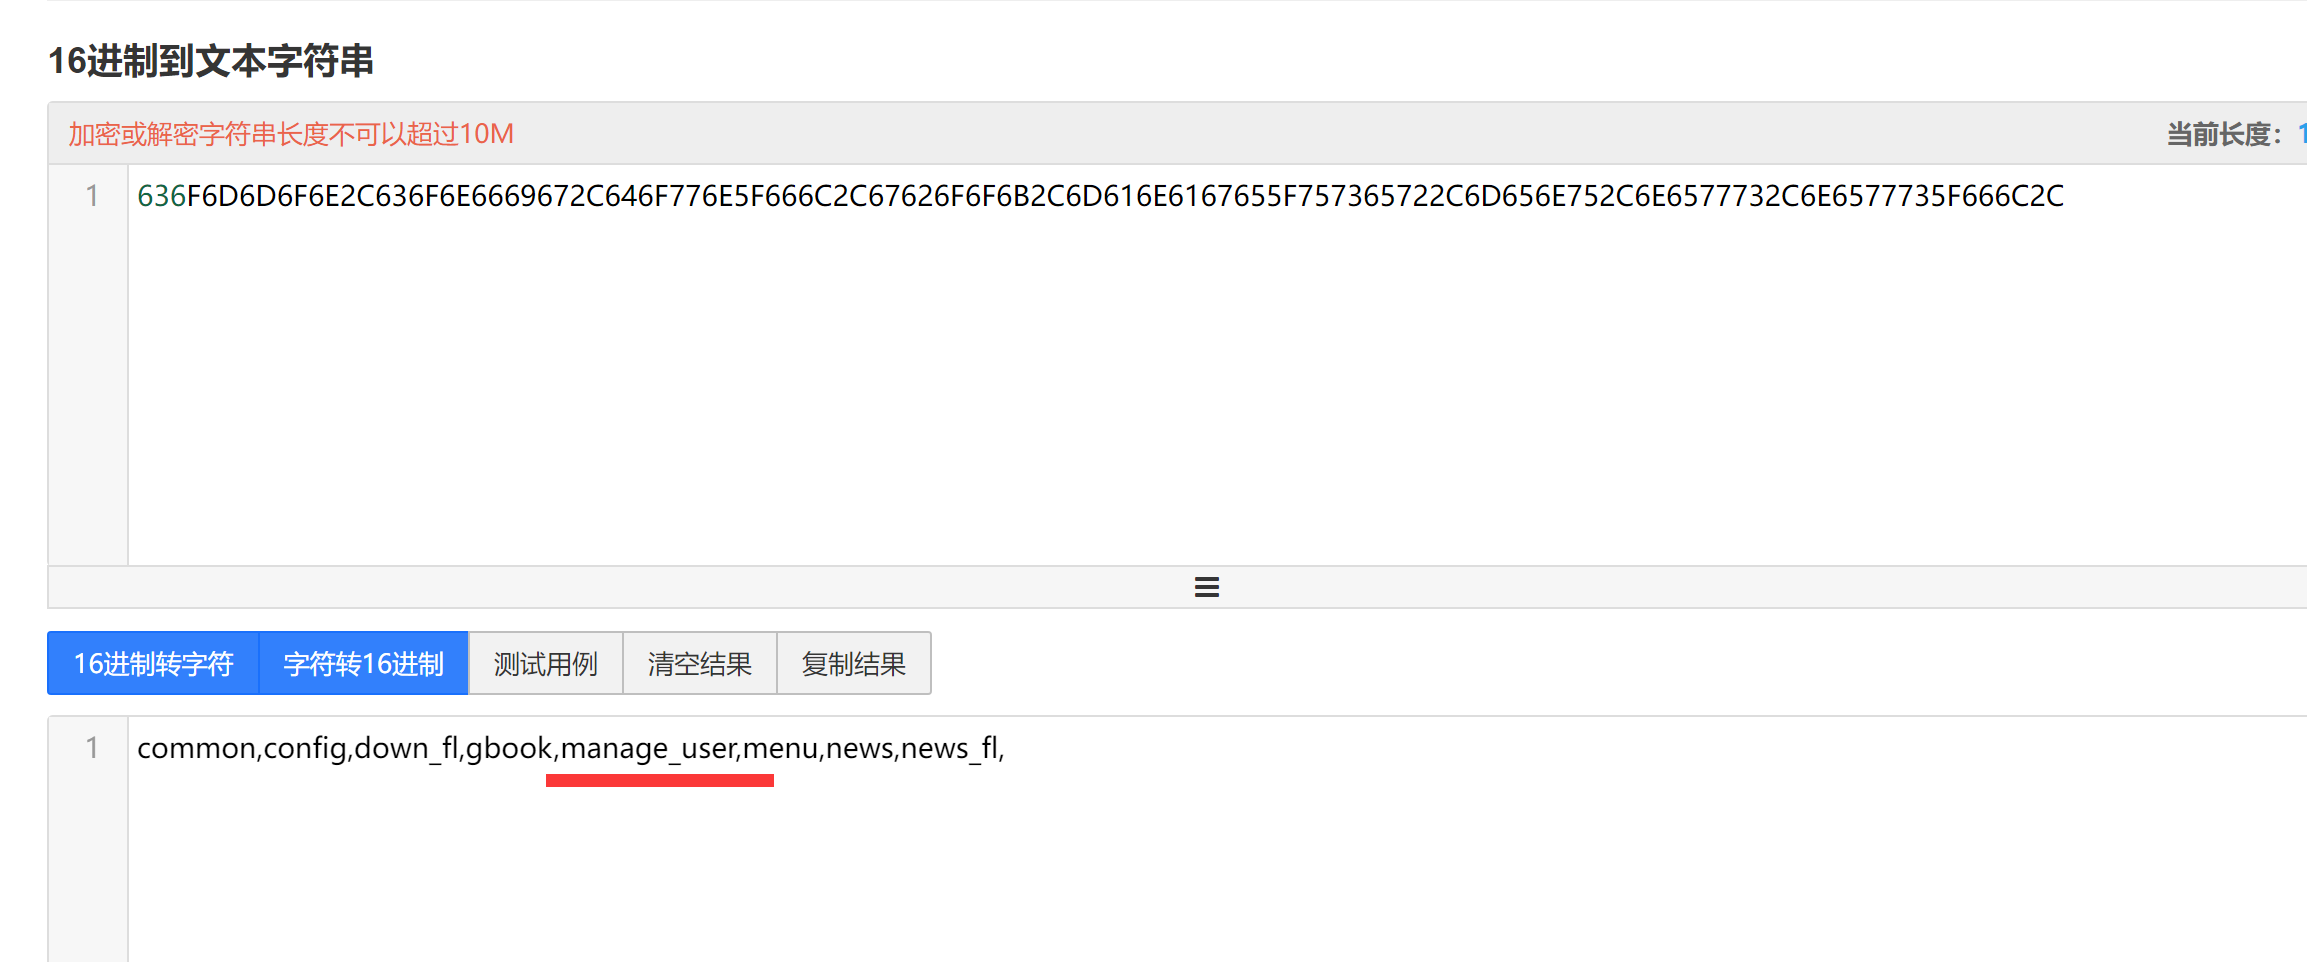 16进制到文本字符串
加密或解密字符串长度不可以超过10M 当前长度：1
1 636F6D6D6F6E2C636F6E6669672C646F776E5F666C2C67626F6F6B2C6D616E6167655F757365722C6D656E752C6E6577732C6E6577735F666C2C
16进制转字符 字符转16进制 测试用例 清空结果 复制结果
1 common,config,down_fl,gbook,manage_user,menu,news,news_fl,